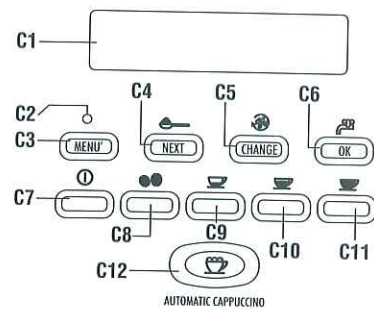 C1
C2 C4 C5 C6
C3 MENU' NEXT CHANGE OK
C7 C8 C9 C10 C11
C12
AUTOMATIC CAPPUCCINO